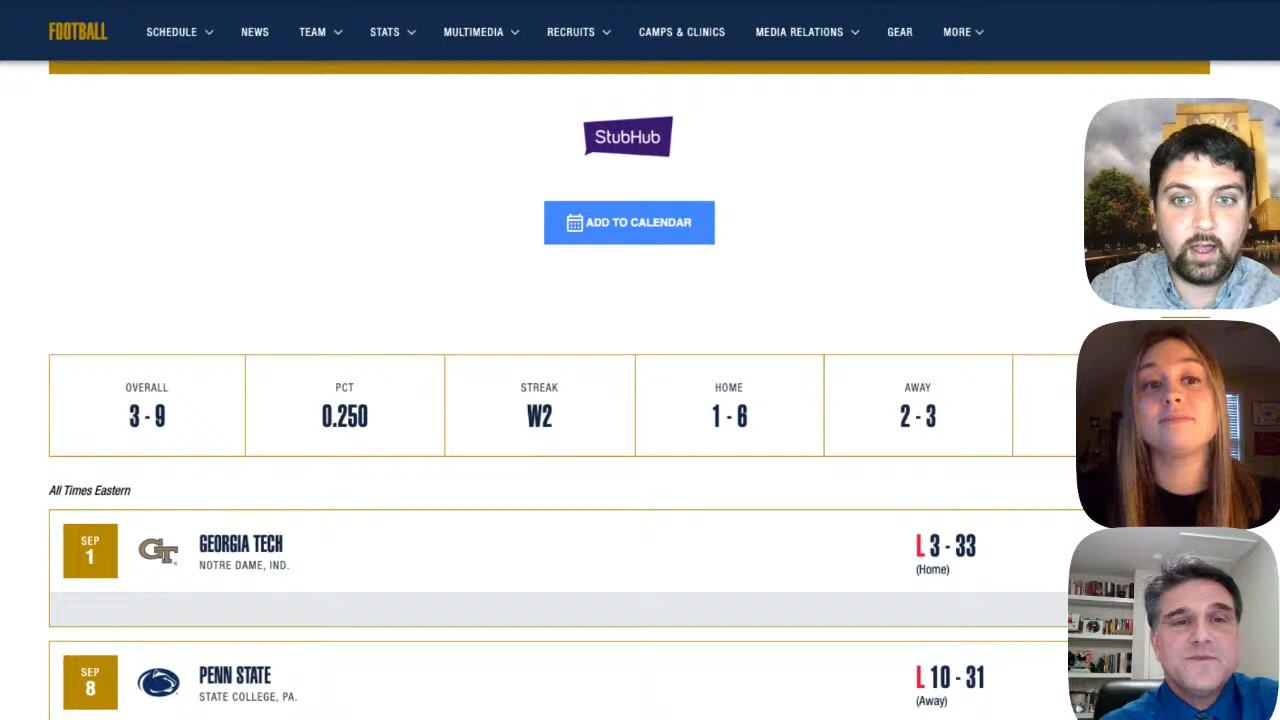 FOOTBALL SCHEDULE NEWS TEAM STATS MULTIMEDIA RECRUITS CAMPS & CLINICS MEDIA RELATIONS GEAR MORE
StubHub
ADD TO CALENDAR
OVERALL PCT STREAK HOME AWAY
3 - 9 0.250 W2 1 - 6 2 - 3
All Times Eastern
SEP
1
GT
GEORGIA TECH
NOTRE DAME, IND.
L 3 - 33
(Home)
SEP
8
PENN STATE
STATE COLLEGE, PA.
L 10 - 31
(Away)